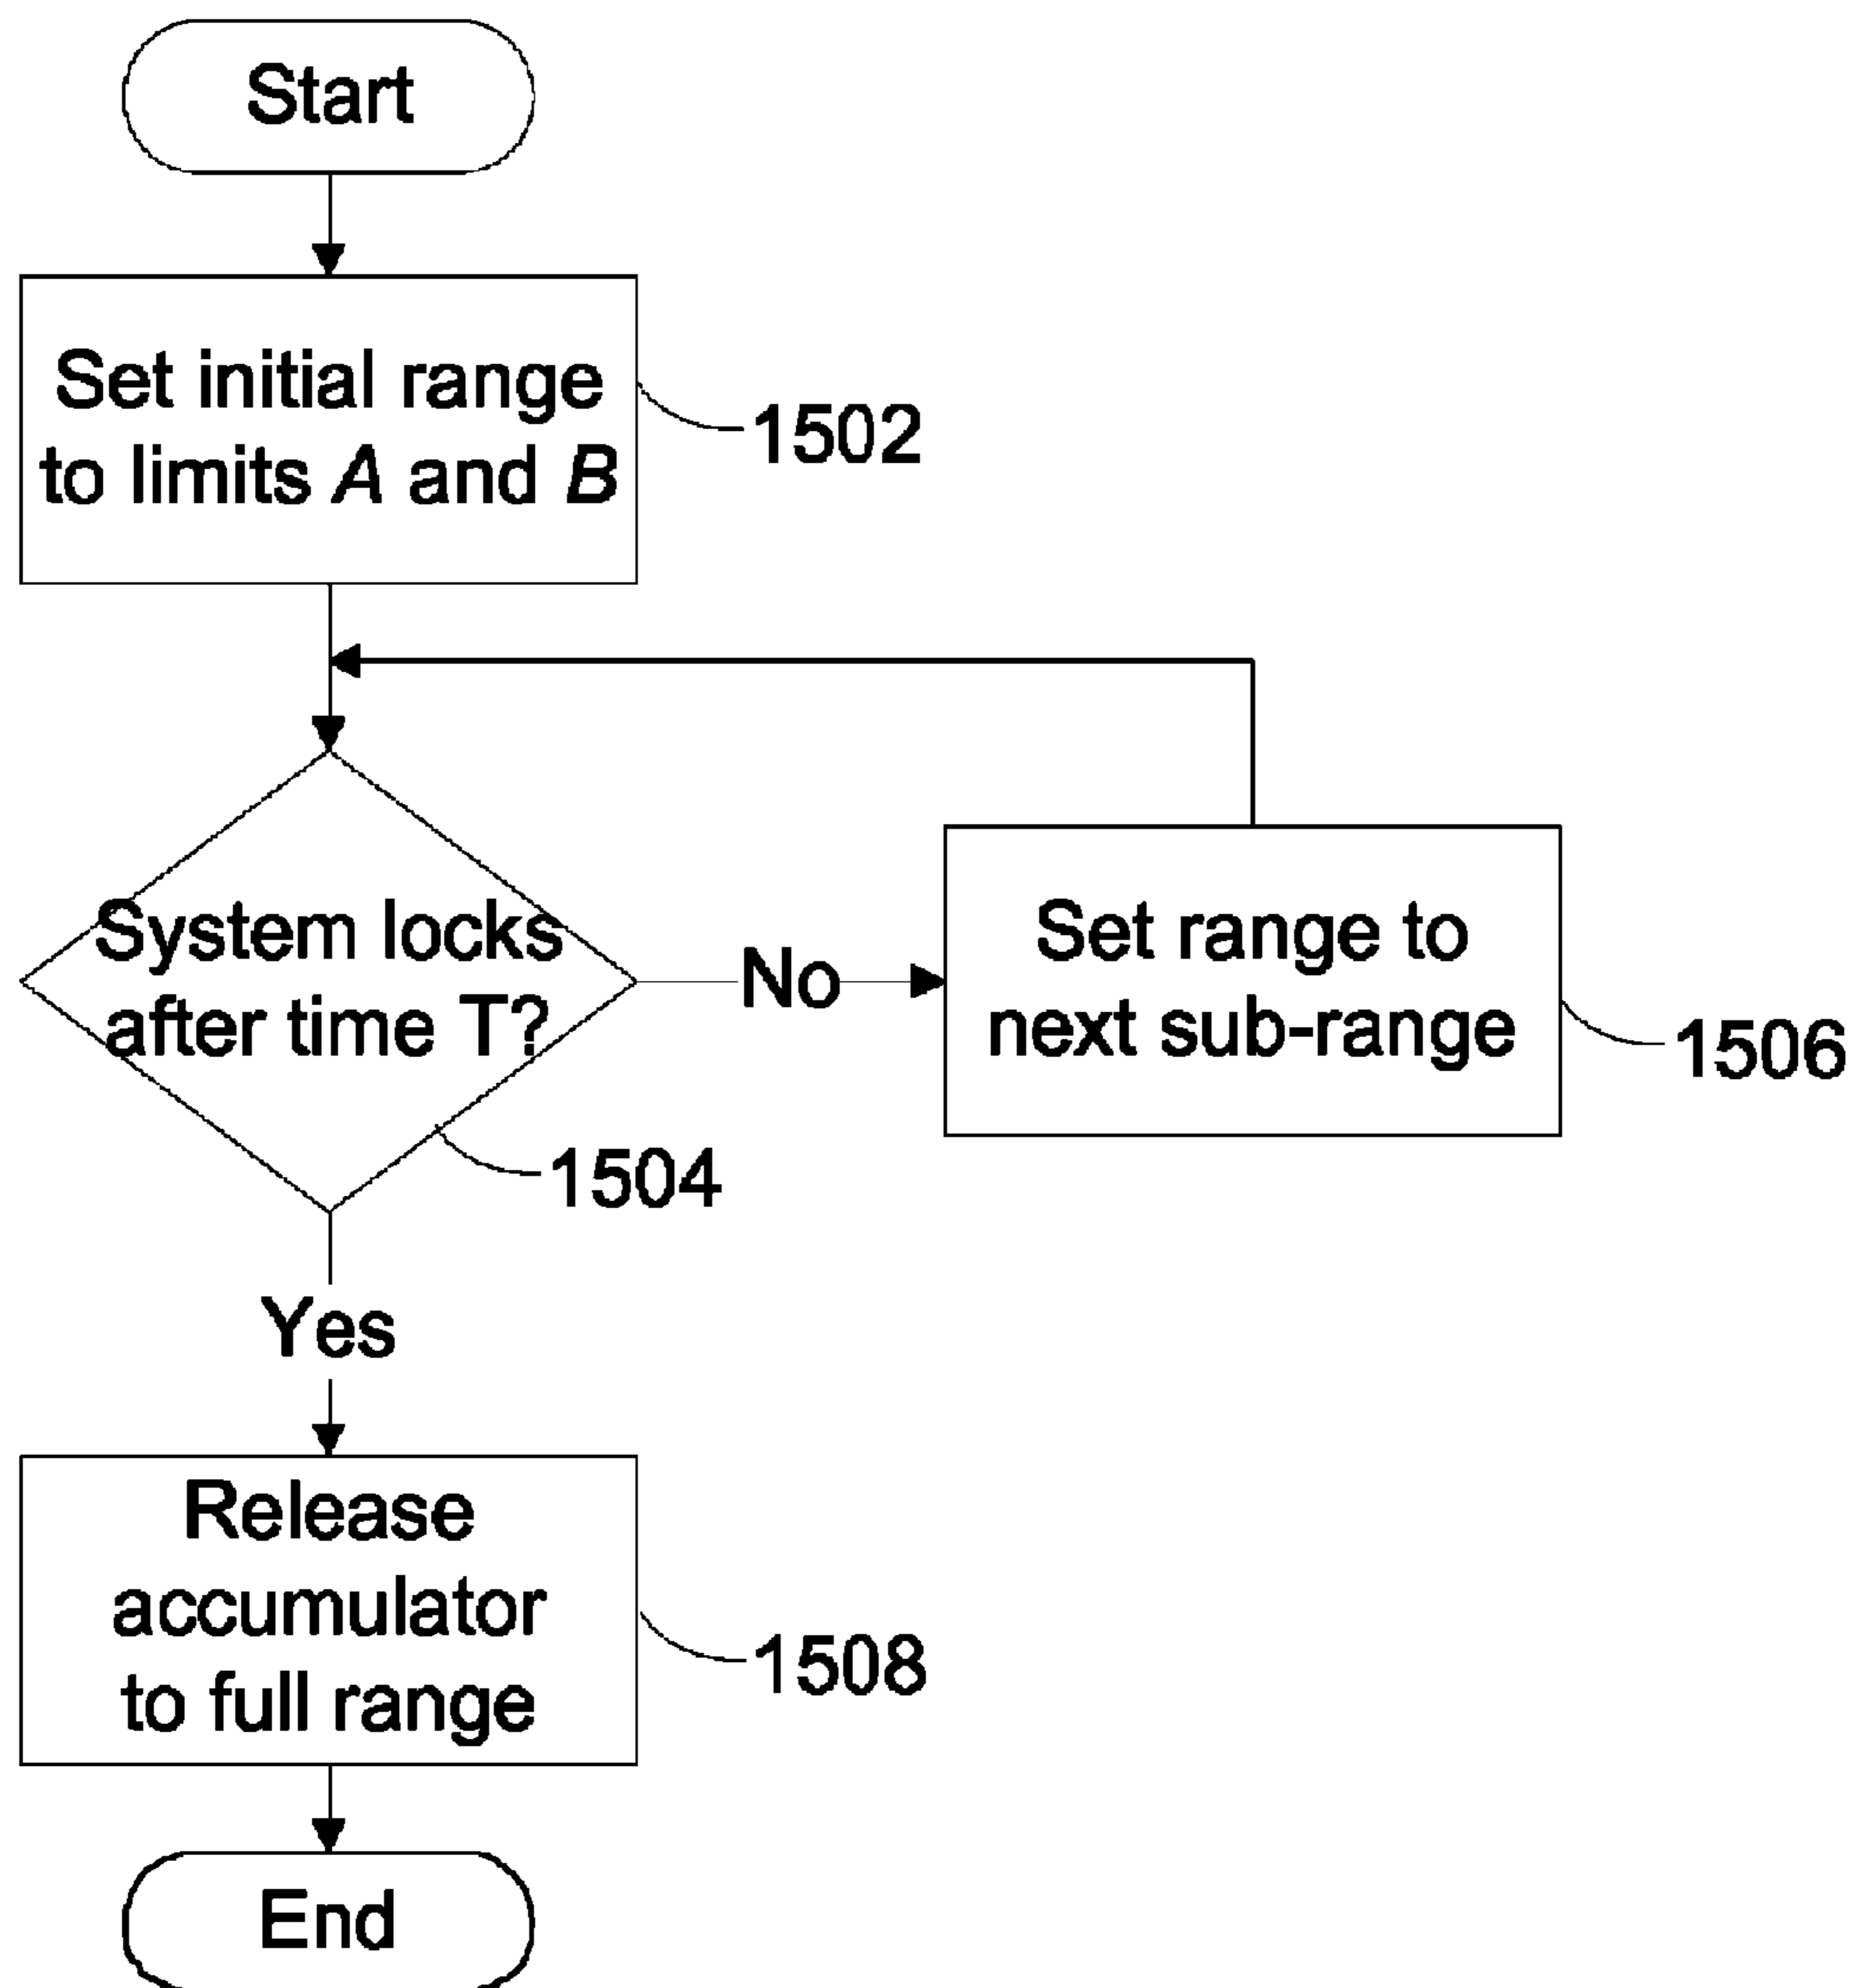 Start
Set initial range
to limits A and B
1502
System locks
after time T?
1504
No
Set range to
next sub-range
1506
Yes
Release
accumulator
to full range
1508
End